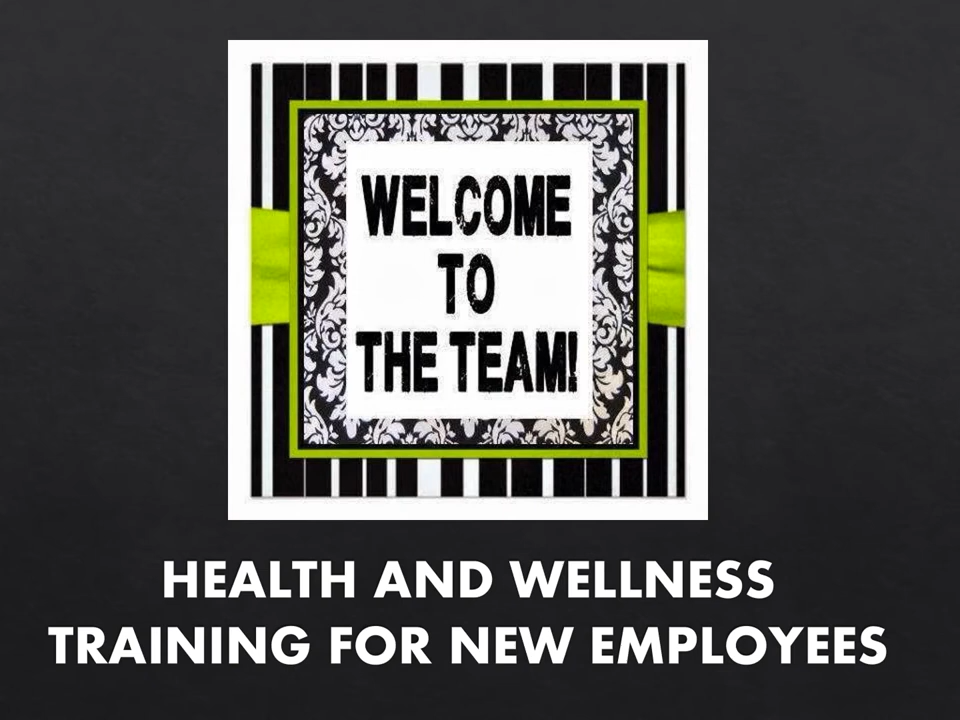 WELCOME
TO
THE TEAM!
HEALTH AND WELLNESS
TRAINING FOR NEW EMPLOYEES